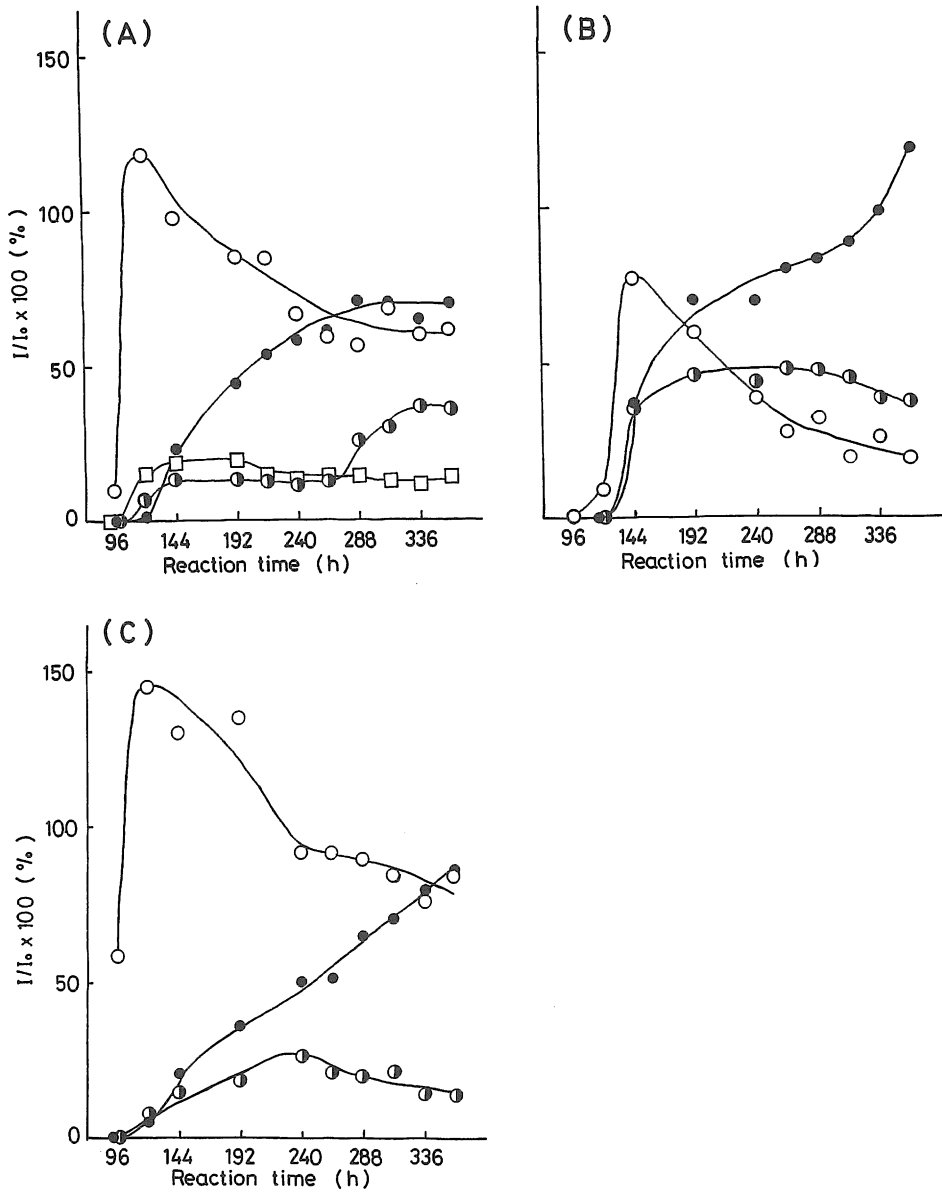 (A)
150
100
50
0
I/I₀ x 100 (%)
96 144 192 240 288 336
Reaction time (h)
(B)
96 144 192 240 288 336
Reaction time (h)
(C)
150
100
50
0
I/I₀ x 100 (%)
96 144 192 240 288 336
Reaction time (h)